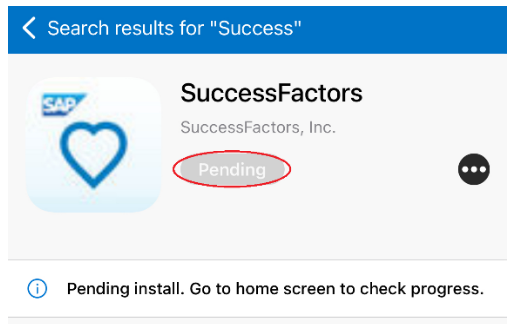 Search results for "Success"
SAP
SuccessFactors
SuccessFactors, Inc.
Pending
Pending install. Go to home screen to check progress.